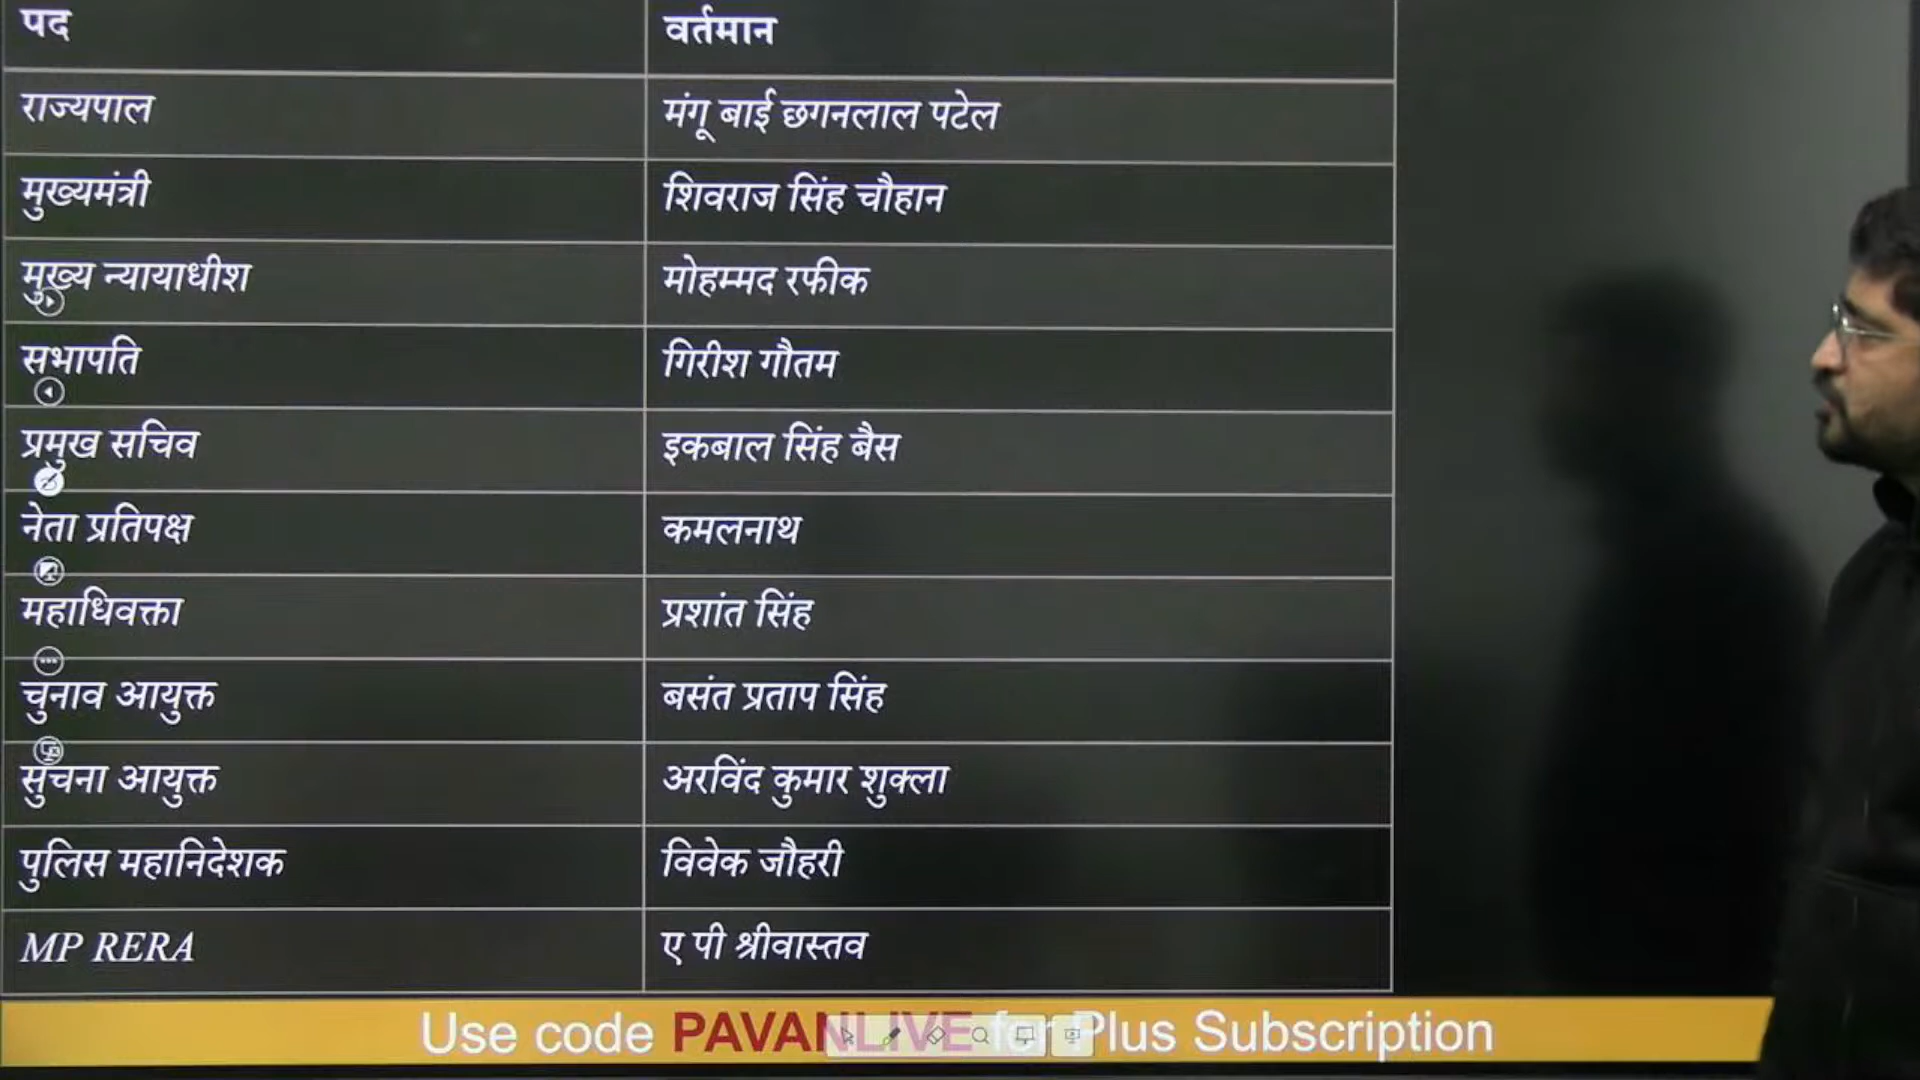 पद वर्तमान
राज्यपाल मंगू बाई छगनलाल पटेल
मुख्यमंत्री शिवराज सिंह चौहान
मुख्य न्यायाधीश मोहम्मद रफीक
सभापति गिरीश गौतम
प्रमुख सचिव इकबाल सिंह बैस
नेता प्रतिपक्ष कमलनाथ
महाधिवक्ता प्रशांत सिंह
चुनाव आयुक्त बसंत प्रताप सिंह
सुचना आयुक्त अरविंद कुमार शुक्ला
पुलिस महानिदेशक विवेक जौहरी
MP RERA ए पी श्रीवास्तव
Use code PAVANLIVE for Plus Subscription